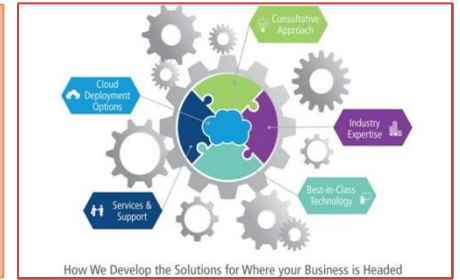 Consultative
Approach
Cloud
Deployment
Options
Industry
Expertise
Best-in-Class
Technology
Services &
Support
How We Develop the Solutions for Where your Business is Headed